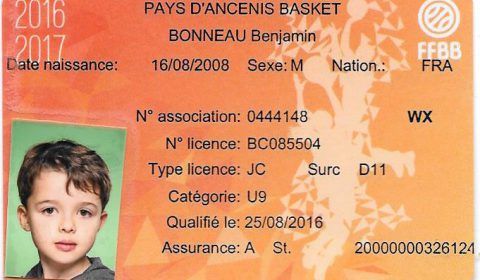 2016 PAYS D'ANCENIS BASKET
2017 BONNEAU Benjamin
FFBB
Date naissance: 16/08/2008 Sexe: M Nation.: FRA
N° association: 0444148 WX
N° licence: BC085504
Type licence: JC Surc D11
Catégorie: U9
Qualifié le: 25/08/2016
Assurance: A St. 20000000326124